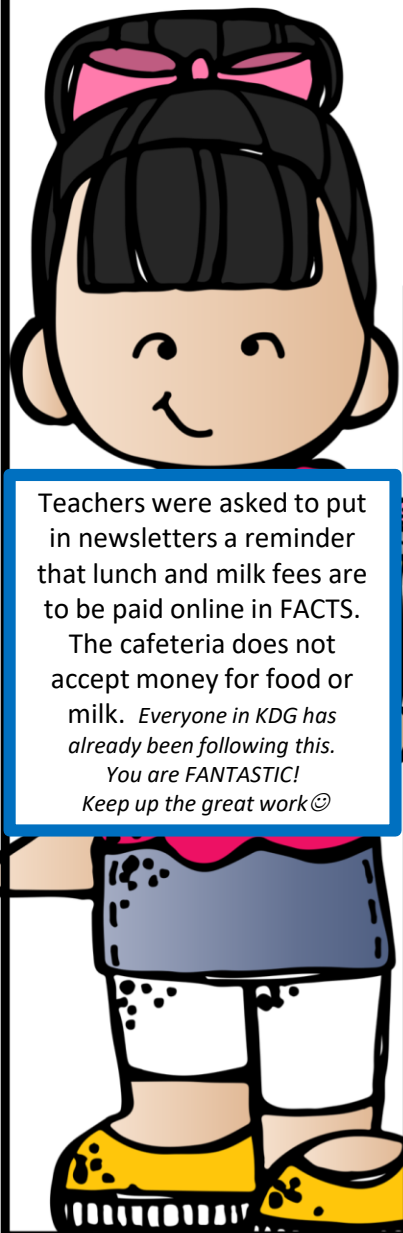 Teachers were asked to put
in newsletters a reminder
that lunch and milk fees are
to be paid online in FACTS.
The cafeteria does not
accept money for food or
milk. Everyone in KDG has
already been following this.
You are FANTASTIC!
Keep up the great work☺